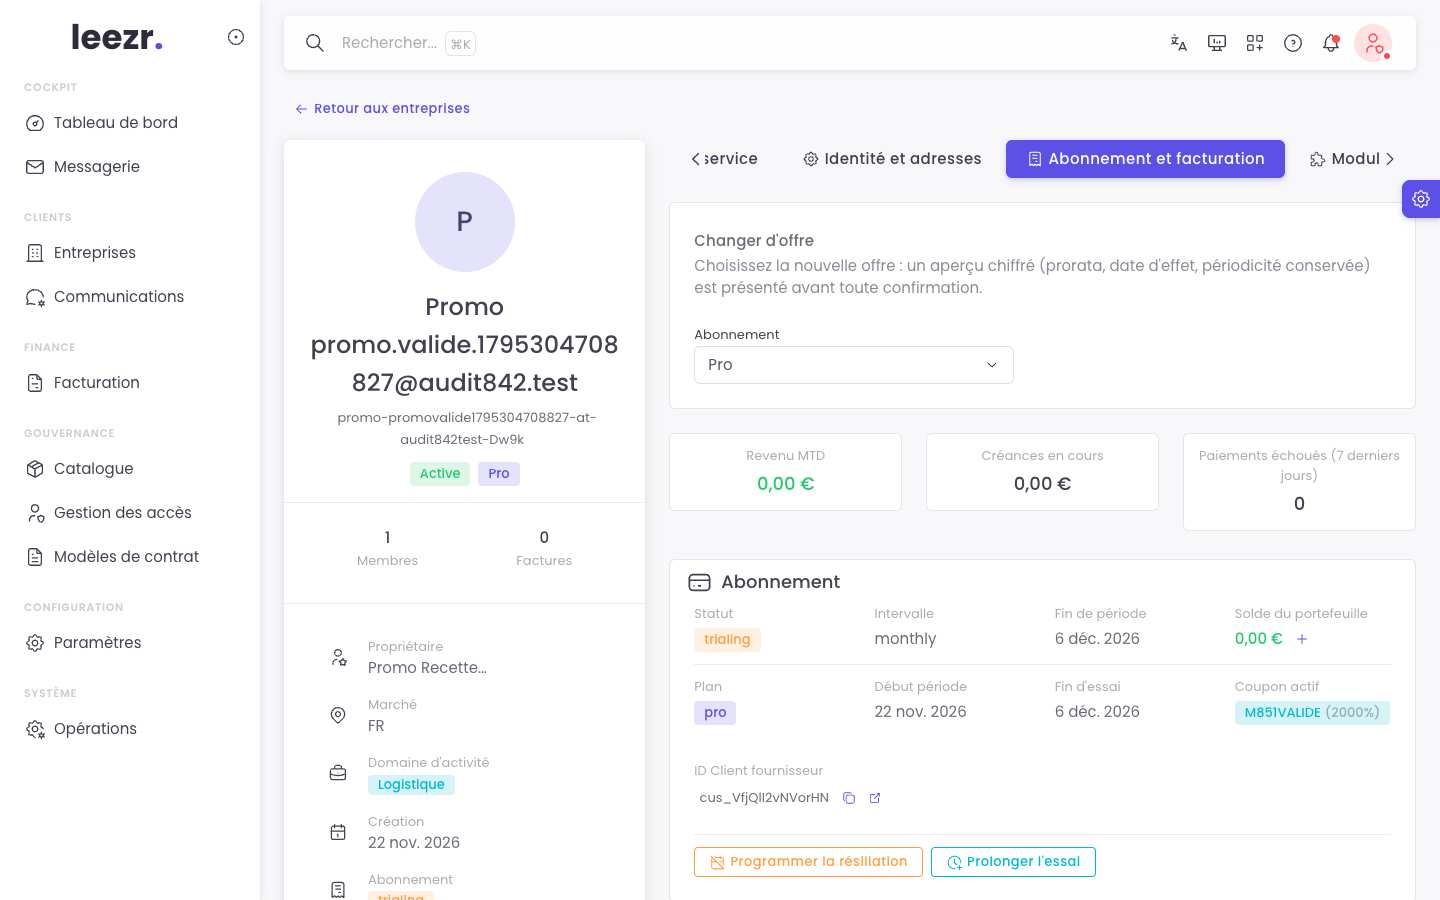 leezr.
COCKPIT
Tableau de bord
Messagerie
CLIENTS
Entreprises
Communications
FINANCE
Facturation
GOUVERNANCE
Catalogue
Gestion des accès
Modèles de contrat
CONFIGURATION
Paramètres
SYSTÈME
Opérations
Rechercher... ⌘K
Retour aux entreprises
P
Promo
promo.valide.1795304708
827@audit842.test
promo-promovalide1795304708827-at-
audit842test-Dw9k
Active Pro
1 0
Membres Factures
Propriétaire
Promo Recette...
Marché
FR
Domaine d'activité
Logistique
Création
22 nov. 2026
Abonnement
trialing
service Identité et adresses Abonnement et facturation Modul
Changer d'offre
Choisissez la nouvelle offre : un aperçu chiffré (prorata, date d'effet, périodicité conservée)
est présenté avant toute confirmation.
Abonnement
Pro
Revenu MTD
0,00 €
Créances en cours
0,00 €
Paiements échoués (7 derniers
jours)
0
Abonnement
Statut Intervalle Fin de période Solde du portefeuille
trialing monthly 6 déc. 2026 0,00 € +
Plan Début période Fin d'essai Coupon actif
pro 22 nov. 2026 6 déc. 2026 M851VALIDE (2000%)
ID Client fournisseur
cus_VfjQlI2vNVorHN
Programmer la résiliation Prolonger l'essai